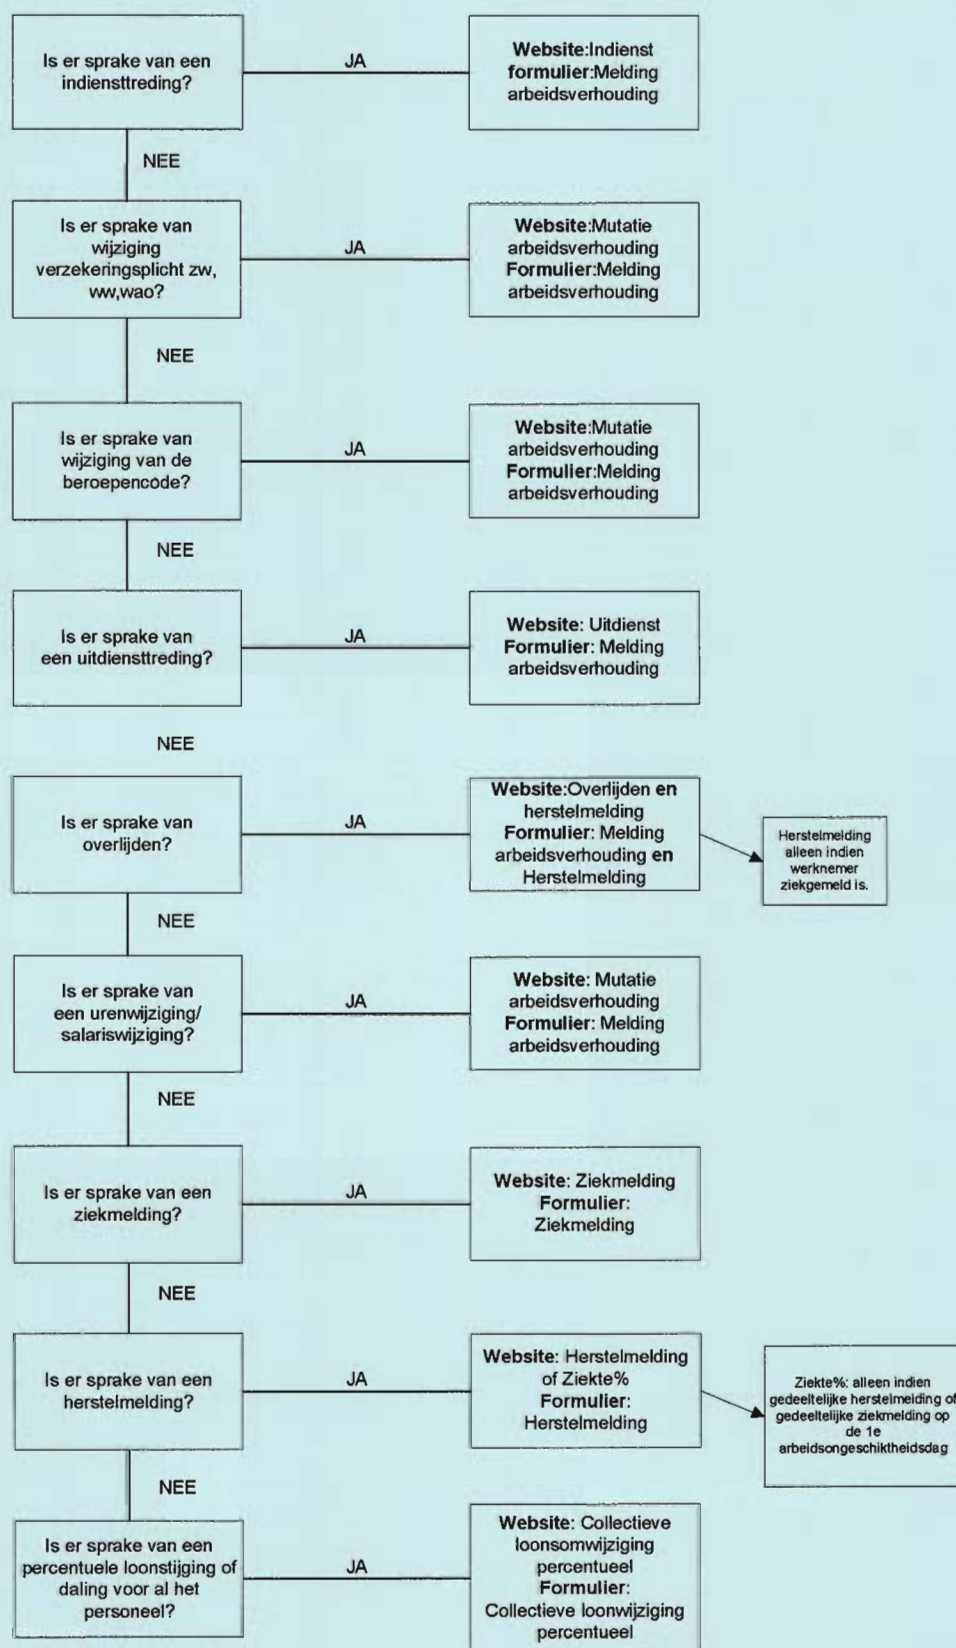 Is er sprake van een
indiensttreding?
JA
Website:Indienst
formulier:Melding
arbeidsverhouding
NEE
Is er sprake van
wijziging
verzekeringsplicht zw,
ww,wao?
JA
Website:Mutatie
arbeidsverhouding
Formulier:Melding
arbeidsverhouding
NEE
Is er sprake van
wijziging van de
beroepencode?
JA
Website:Mutatie
arbeidsverhouding
Formulier:Melding
arbeidsverhouding
NEE
Is er sprake van
een uitdiensttreding?
JA
Website: Uitdienst
Formulier: Melding
arbeidsverhouding
NEE
Is er sprake van
overlijden?
JA
Website:Overlijden en
herstelmelding
Formulier: Melding
arbeidsverhouding en
Herstelmelding
Herstelmelding
alleen indien
werknemer
ziekgemeld is.
NEE
Is er sprake van
een urenwijziging/
salariswijziging?
JA
Website: Mutatie
arbeidsverhouding
Formulier: Melding
arbeidsverhouding
NEE
Is er sprake van een
ziekmelding?
JA
Website: Ziekmelding
Formulier:
Ziekmelding
NEE
Is er sprake van een
herstelmelding?
JA
Website: Herstelmelding
of Ziekte%
Formulier:
Herstelmelding
Ziekte%: alleen indien
gedeeltelijke herstelmelding of
gedeeltelijke ziekmelding op
de 1e
arbeidsongeschiktheidsdag
NEE
Is er sprake van een
percentuele loonstijging of
daling voor al het
personeel?
JA
Website: Collectieve
loonsomwijziging
percentueel
Formulier:
Collectieve loonwijziging
percentueel